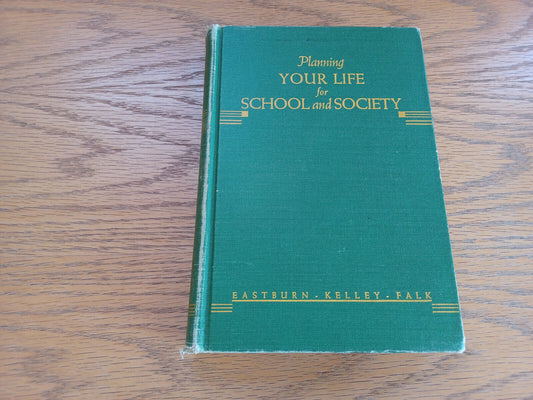 Planning
YOUR LIFE
for
SCHOOL and SOCIETY
EASTBURN - KELLEY - FALK